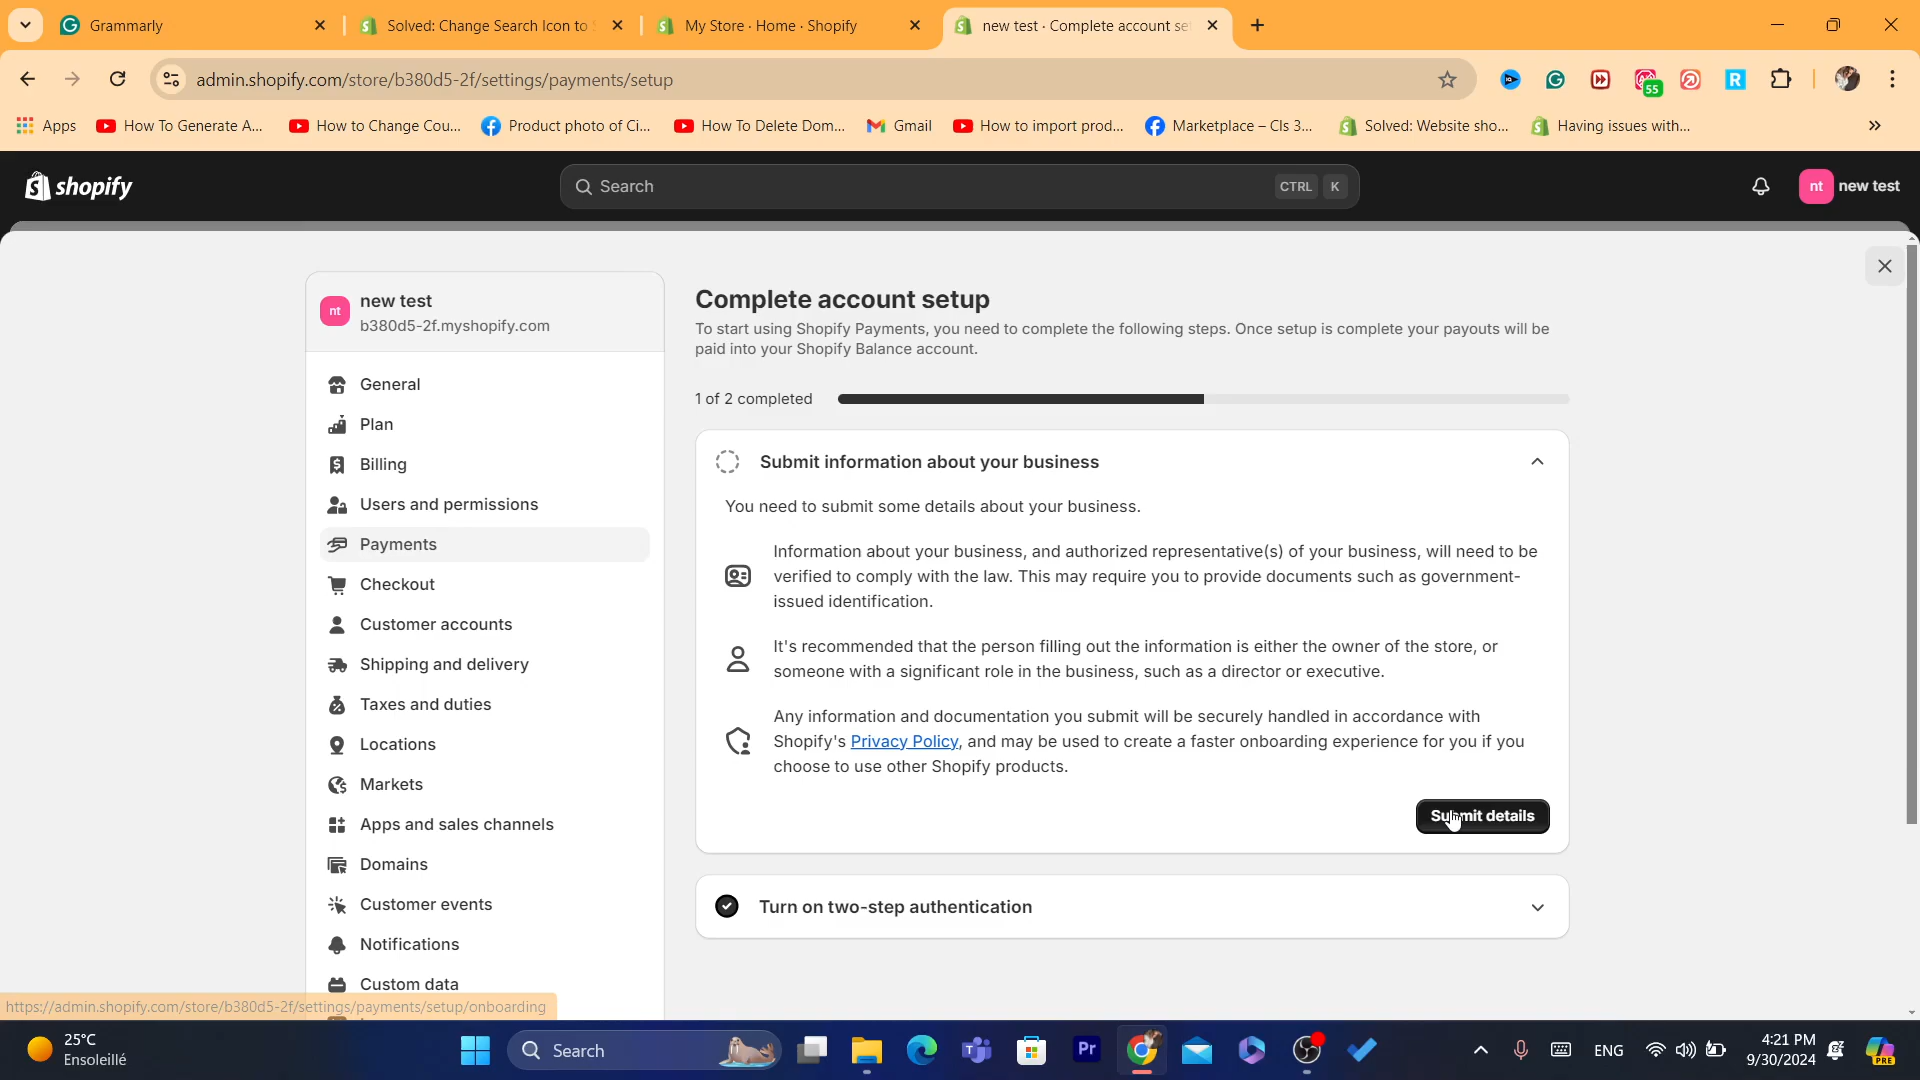 Grammarly
Solved: Change Search Icon to S
My Store · Home · Shopify
new test · Complete account set
admin.shopify.com/store/b380d5-2f/settings/payments/setup
55
Apps
How To Generate A...
How to Change Cou...
Product photo of Ci...
How To Delete Dom...
Gmail
How to import prod...
Marketplace – Cls 3...
Solved: Website sho...
Having issues with...
shopify
Search
CTRL K
nt new test
nt
new test
b380d5-2f.myshopify.com
General
Plan
Billing
Users and permissions
Payments
Checkout
Customer accounts
Shipping and delivery
Taxes and duties
Locations
Markets
Apps and sales channels
Domains
Customer events
Notifications
Custom data
Complete account setup
To start using Shopify Payments, you need to complete the following steps. Once setup is complete your payouts will be
paid into your Shopify Balance account.
1 of 2 completed
Submit information about your business
You need to submit some details about your business.
Information about your business, and authorized representative(s) of your business, will need to be
verified to comply with the law. This may require you to provide documents such as government-
issued identification.
It's recommended that the person filling out the information is either the owner of the store, or
someone with a significant role in the business, such as a director or executive.
Any information and documentation you submit will be securely handled in accordance with
Shopify's Privacy Policy, and may be used to create a faster onboarding experience for you if you
choose to use other Shopify products.
Submit details
Turn on two-step authentication
https://admin.shopify.com/store/b380d5-2f/settings/payments/setup/onboarding
25°C
Ensoleillé
Search
Pr
ENG
4:21 PM
9/30/2024
PRE